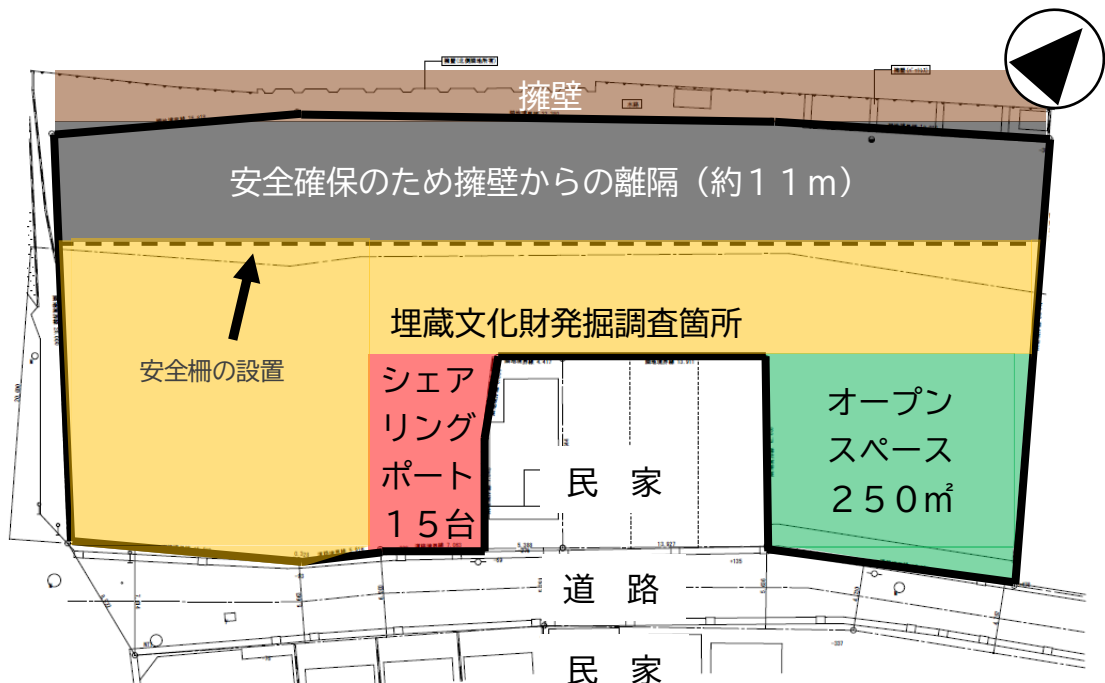 擁壁
水路
安全確保のため擁壁からの離隔（約１１ｍ）
埋蔵文化財発掘調査箇所
安全柵の設置
シェア
リング
ポート
１５台
オープン
スペース
２５０㎡
民　家
道　路
民　家